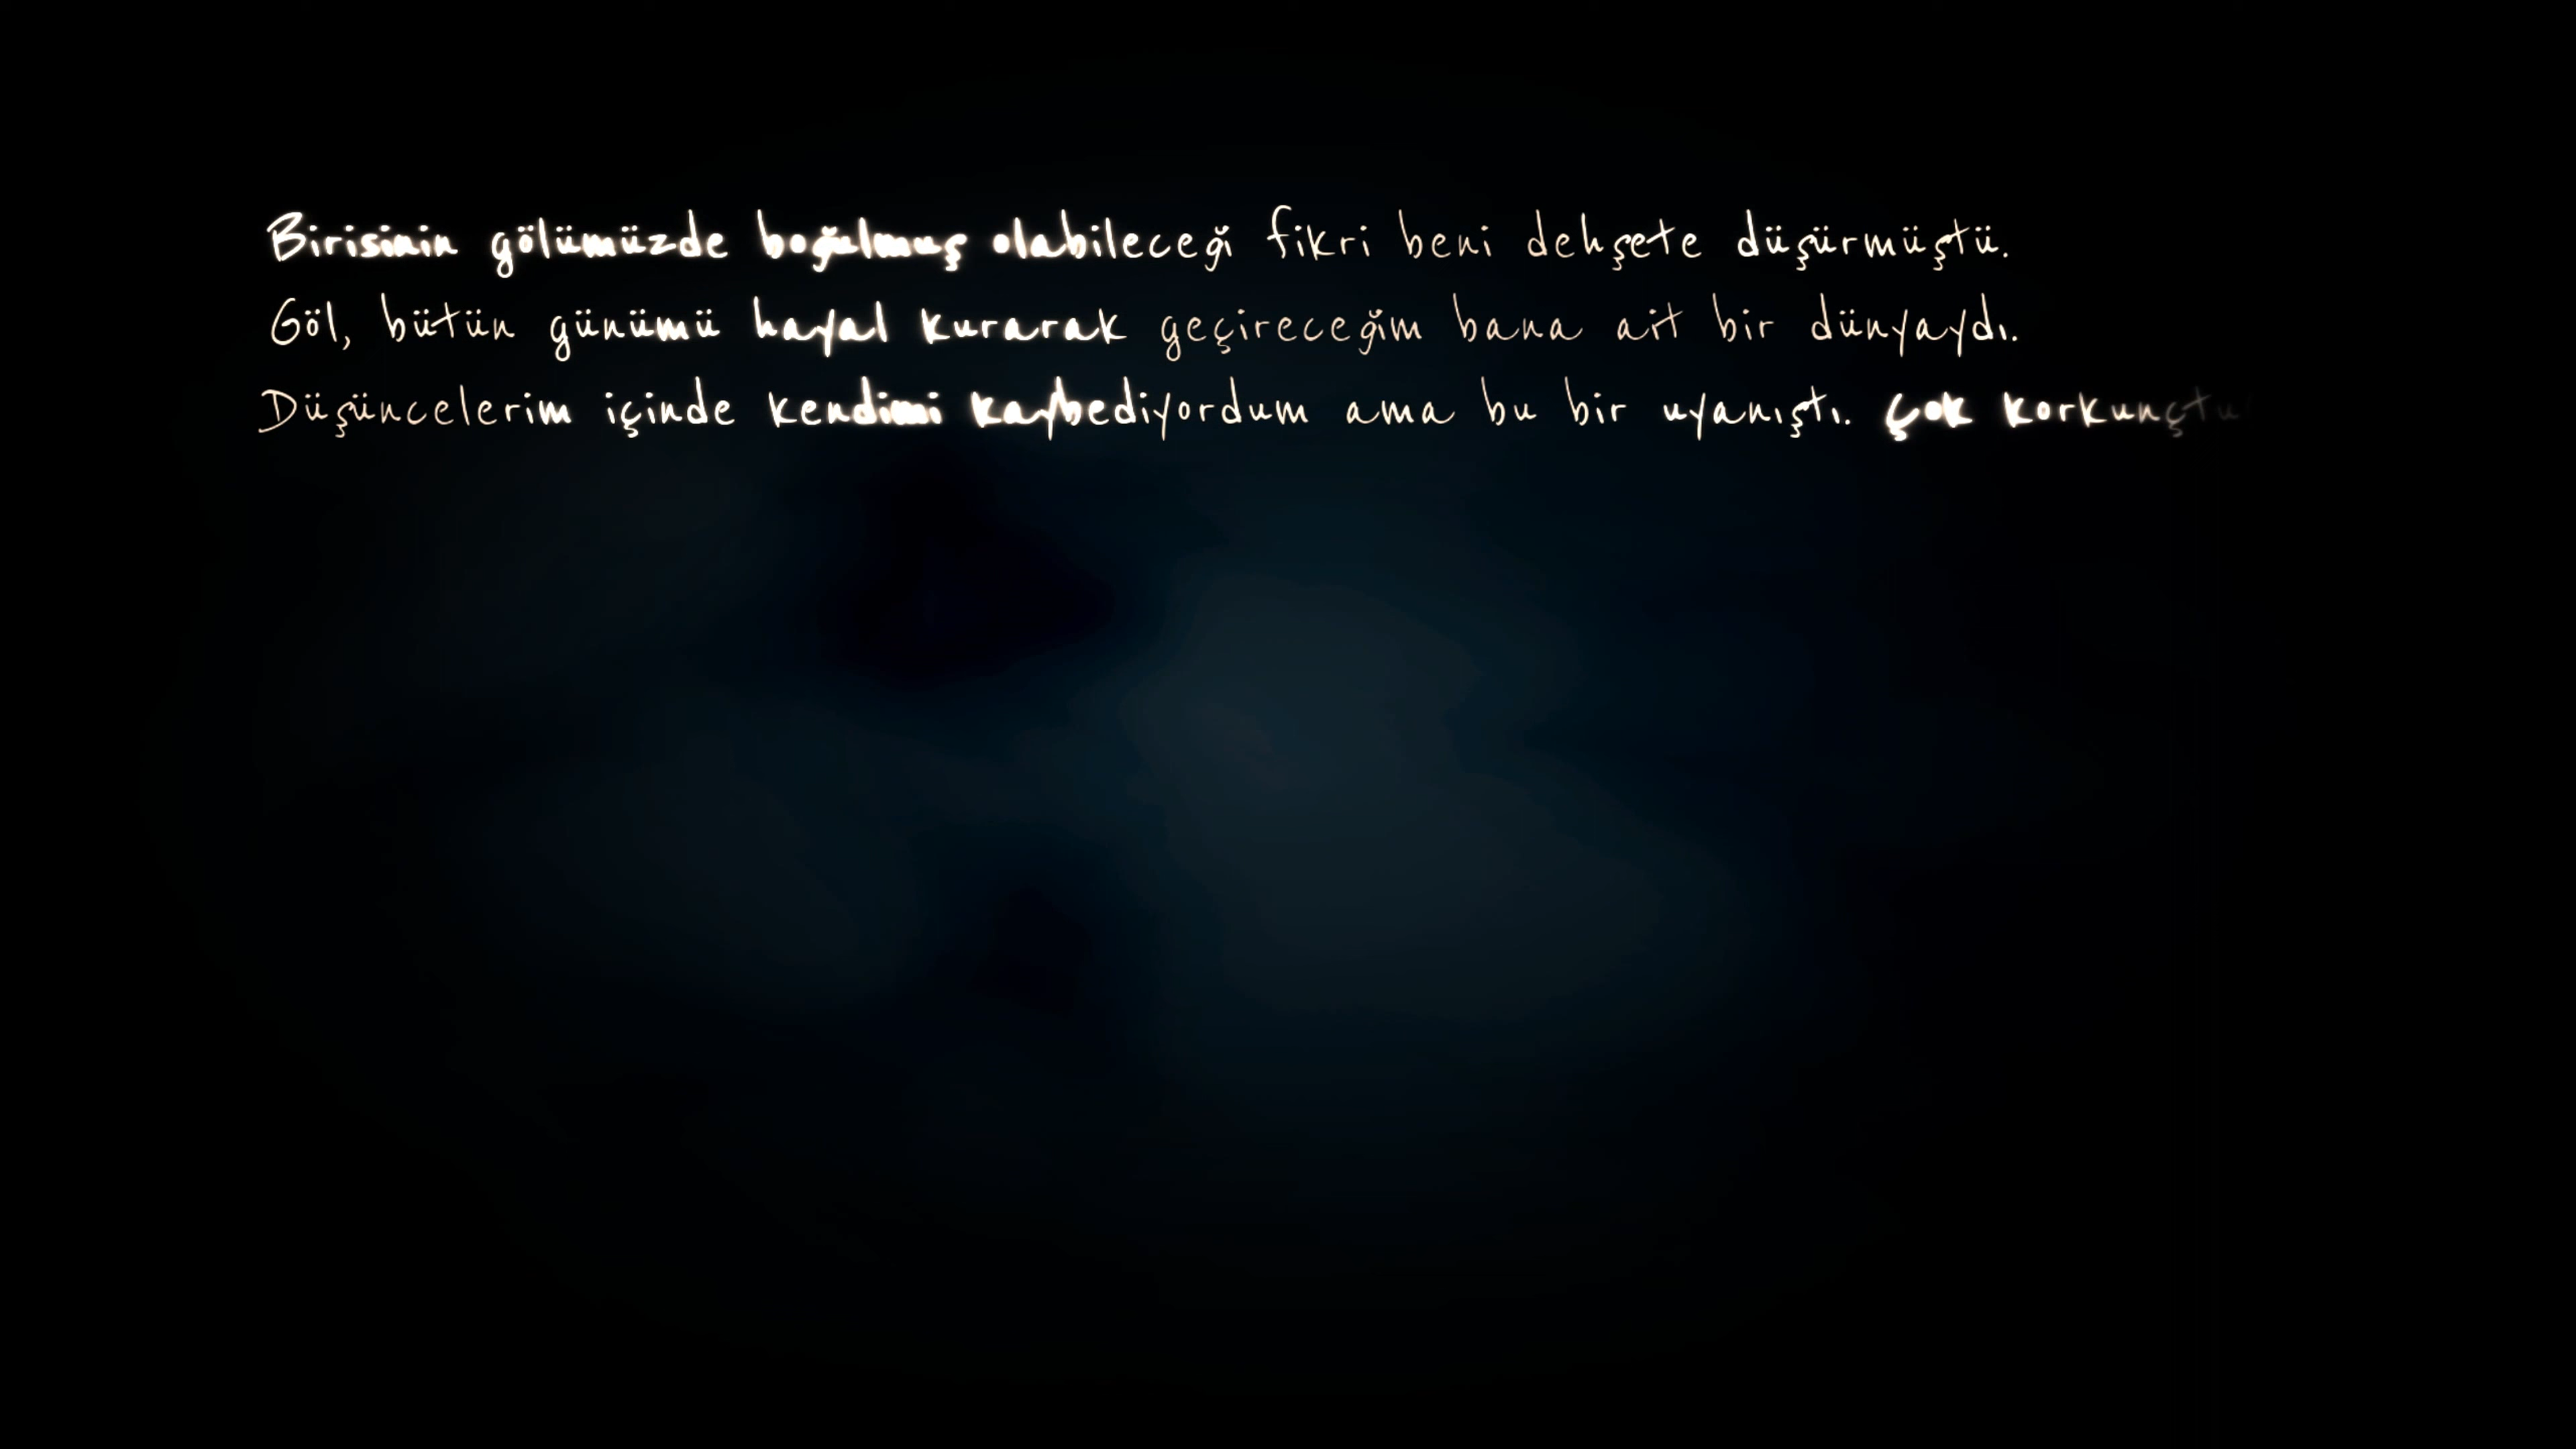 Birisinin gölümüzde boğulmuş olabileceği fikri beni dehşete düşürmüştü.
Göl, bütün günümü hayal kurarak geçireceğim bana ait bir dünyaydı.
Düşüncelerim içinde kendimi kaybediyordum ama bu bir uyanıştı. Çok korkunçtu